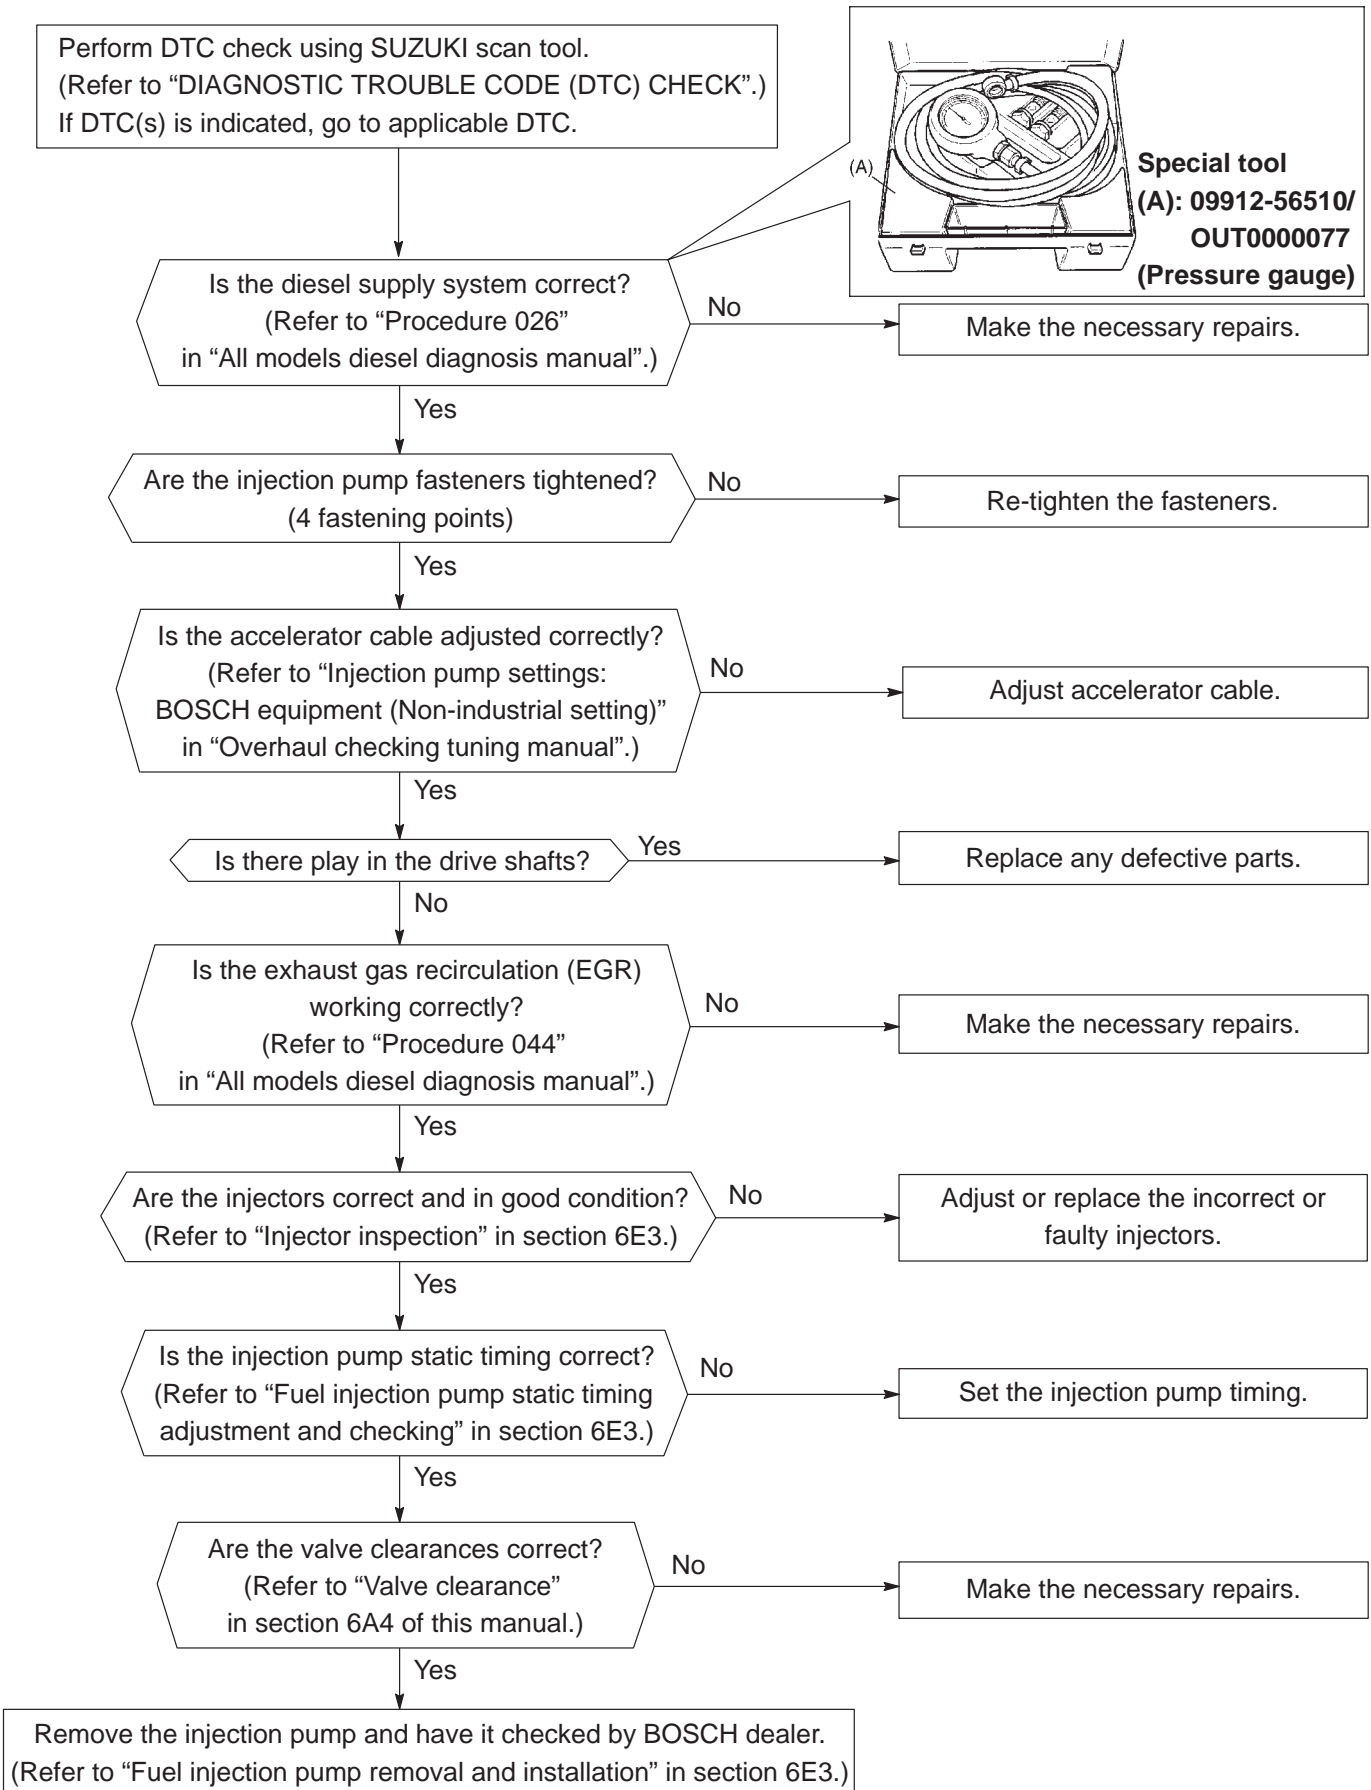 Perform DTC check using SUZUKI scan tool.
(Refer to “DIAGNOSTIC TROUBLE CODE (DTC) CHECK”.)
If DTC(s) is indicated, go to applicable DTC.
(A)
Special tool
(A): 09912-56510/
OUT0000077
(Pressure gauge)
Is the diesel supply system correct?
(Refer to “Procedure 026”
in “All models diesel diagnosis manual”.)
No
Make the necessary repairs.
Yes
Are the injection pump fasteners tightened?
(4 fastening points)
No
Re-tighten the fasteners.
Yes
Is the accelerator cable adjusted correctly?
(Refer to “Injection pump settings:
BOSCH equipment (Non-industrial setting)”
in “Overhaul checking tuning manual”.)
No
Adjust accelerator cable.
Yes
Is there play in the drive shafts?
Yes
Replace any defective parts.
No
Is the exhaust gas recirculation (EGR)
working correctly?
(Refer to “Procedure 044”
in “All models diesel diagnosis manual”.)
No
Make the necessary repairs.
Yes
Are the injectors correct and in good condition?
(Refer to “Injector inspection” in section 6E3.)
No
Adjust or replace the incorrect or
faulty injectors.
Yes
Is the injection pump static timing correct?
(Refer to “Fuel injection pump static timing
adjustment and checking” in section 6E3.)
No
Set the injection pump timing.
Yes
Are the valve clearances correct?
(Refer to “Valve clearance”
in section 6A4 of this manual.)
No
Make the necessary repairs.
Yes
Remove the injection pump and have it checked by BOSCH dealer.
(Refer to “Fuel injection pump removal and installation” in section 6E3.)